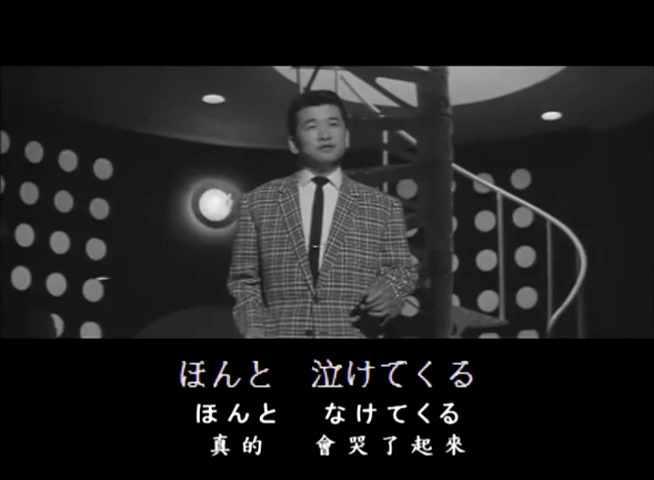 ほんと　泣けてくる
ほんと　なけてくる
真的　會哭了起來